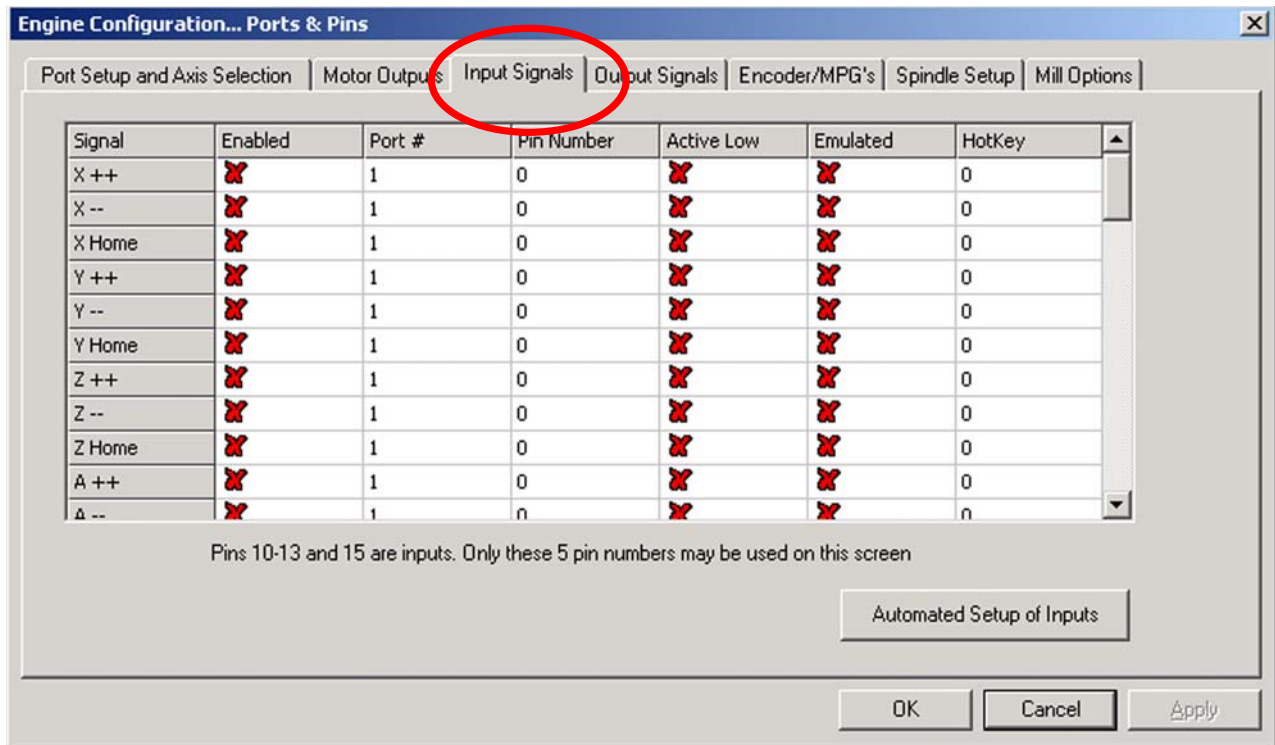 Engine Configuration... Ports & Pins
Port Setup and Axis Selection Motor Outputs Input Signals Output Signals Encoder/MPG's Spindle Setup Mill Options
Signal Enabled Port # Pin Number Active Low Emulated HotKey
X ++ 1 0 0
X -- 1 0 0
X Home 1 0 0
Y ++ 1 0 0
Y -- 1 0 0
Y Home 1 0 0
Z ++ 1 0 0
Z -- 1 0 0
Z Home 1 0 0
A ++ 1 0 0
A -- 1 0 0
Pins 10-13 and 15 are inputs. Only these 5 pin numbers may be used on this screen
Automated Setup of Inputs
OK Cancel Apply